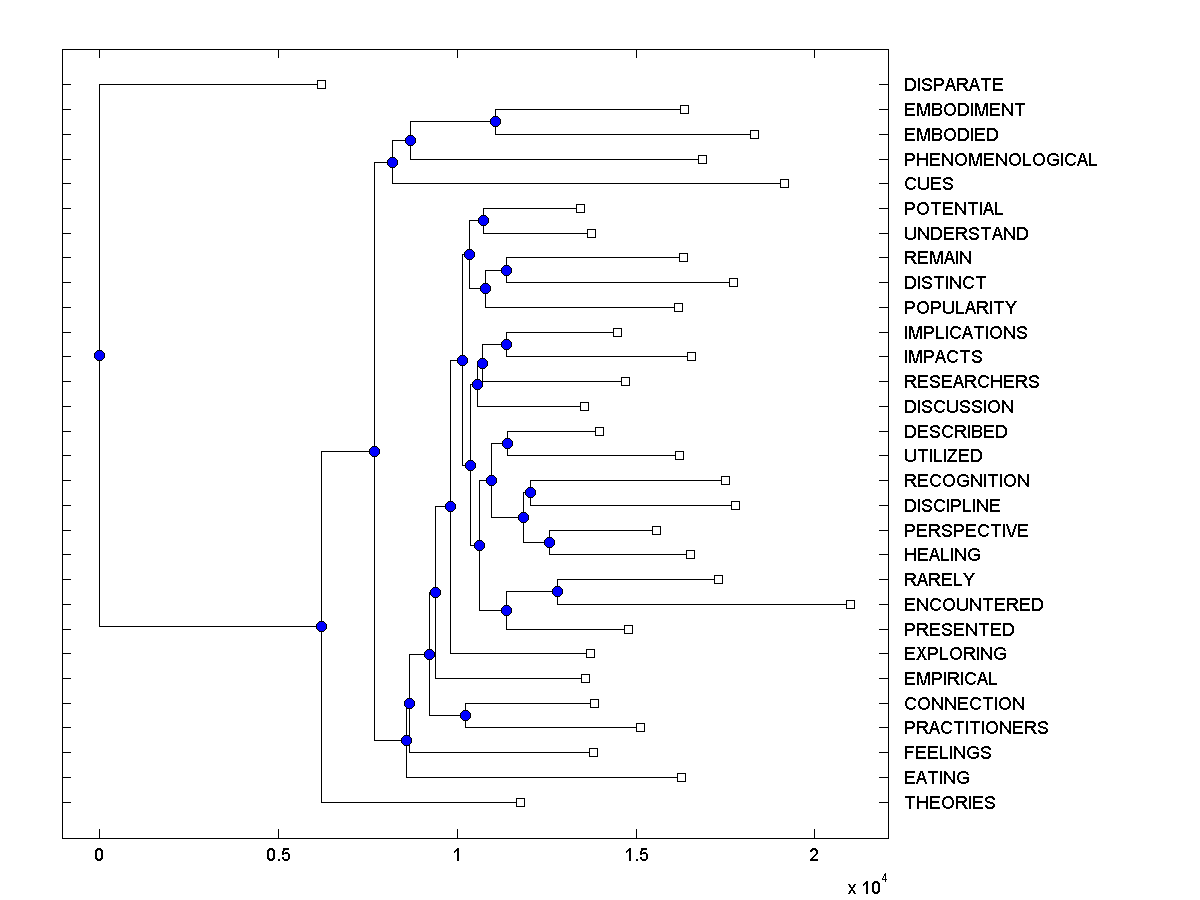 DISPARATE
EMBODIMENT
EMBODIED
PHENOMENOLOGICAL
CUES
POTENTIAL
UNDERSTAND
REMAIN
DISTINCT
POPULARITY
IMPLICATIONS
IMPACTS
RESEARCHERS
DISCUSSION
DESCRIBED
UTILIZED
RECOGNITION
DISCIPLINE
PERSPECTIVE
HEALING
RARELY
ENCOUNTERED
PRESENTED
EXPLORING
EMPIRICAL
CONNECTION
PRACTITIONERS
FEELINGS
EATING
THEORIES
0 0.5 1 1.5 2
x 10^4